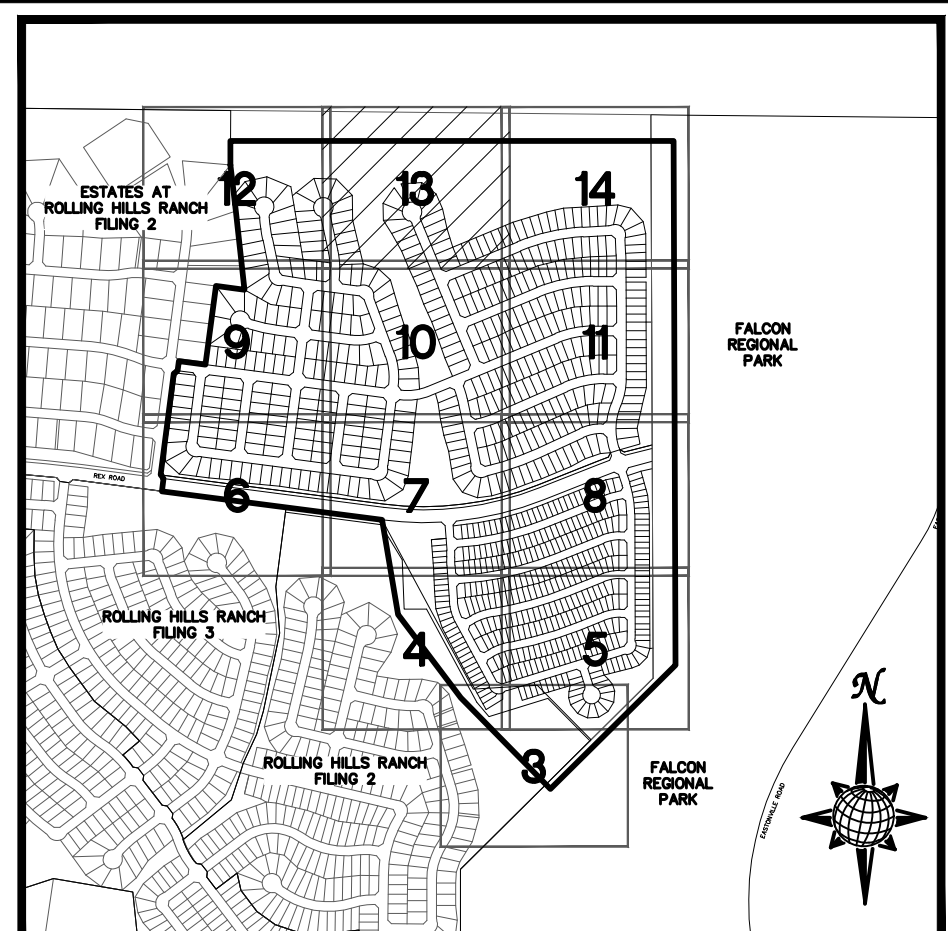 12
13
14
ESTATES AT
ROLLING HILLS RANCH
FILING 2
9
10
11
FALCON
REGIONAL
PARK
REX ROAD
6
7
8
ROLLING HILLS RANCH
FILING 3
4
5
N
ROLLING HILLS RANCH
FILING 2
3
FALCON
REGIONAL
PARK
EASTONVILLE ROAD